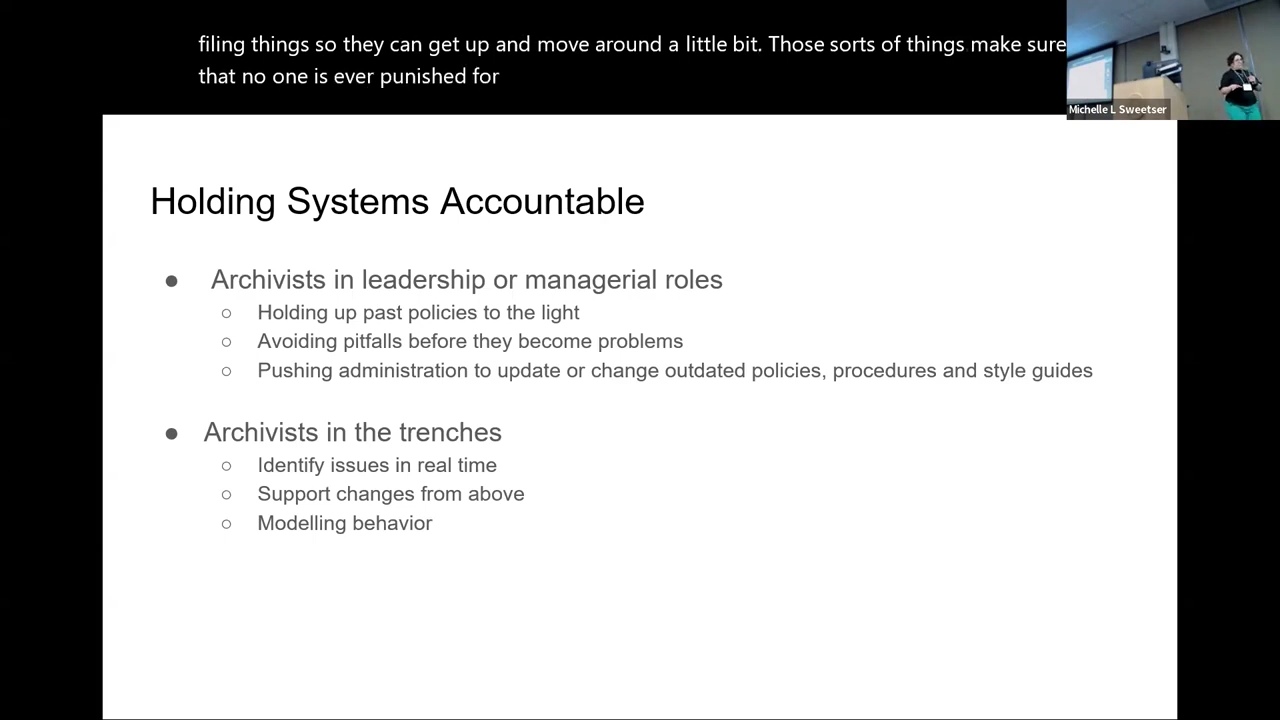 filing things so they can get up and move around a little bit. Those sorts of things make sure
that no one is ever punished for
Michelle L Sweetser
Holding Systems Accountable
● Archivists in leadership or managerial roles
○ Holding up past policies to the light
○ Avoiding pitfalls before they become problems
○ Pushing administration to update or change outdated policies, procedures and style guides
● Archivists in the trenches
○ Identify issues in real time
○ Support changes from above
○ Modelling behavior